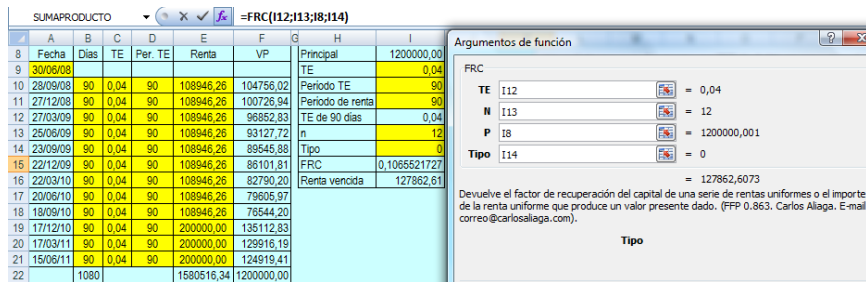 SUMAPRODUCTO =FRC(I12;I13;I8;I14)
A B C D E F G H I
8 Fecha Días TE Per. TE Renta VP Principal 1200000,00
9 30/06/08 TE 0,04
10 28/09/08 90 0,04 90 108946,26 104756,02 Periodo TE 90
11 27/12/08 90 0,04 90 108946,26 100726,94 Periodo de renta 90
12 27/03/09 90 0,04 90 108946,26 96852,83 TE de 90 días 0,04
13 25/06/09 90 0,04 90 108946,26 93127,72 n 12
14 23/09/09 90 0,04 90 108946,26 89545,88 Tipo 0
15 22/12/09 90 0,04 90 108946,26 86101,81 FRC 0,1065521727
16 22/03/10 90 0,04 90 108946,26 82790,20 Renta vencida 127862,61
17 20/06/10 90 0,04 90 108946,26 79605,97
18 18/09/10 90 0,04 90 108946,26 76544,20
19 17/12/10 90 0,04 90 200000,00 135112,83
20 17/03/11 90 0,04 90 200000,00 129916,19
21 15/06/11 90 0,04 90 200000,00 124919,41
22 1080 1580516,34 1200000,00
Argumentos de función
FRC
TE I12 = 0,04
N I13 = 12
P I8 = 1200000,001
Tipo I14 = 0
= 127862,6073
Devuelve el factor de recuperación del capital de una serie de rentas uniformes o el importe
de la renta uniforme que produce un valor presente dado. (FFP 0.863. Carlos Aliaga. E-mail
correo@carlosaliaga.com).
Tipo